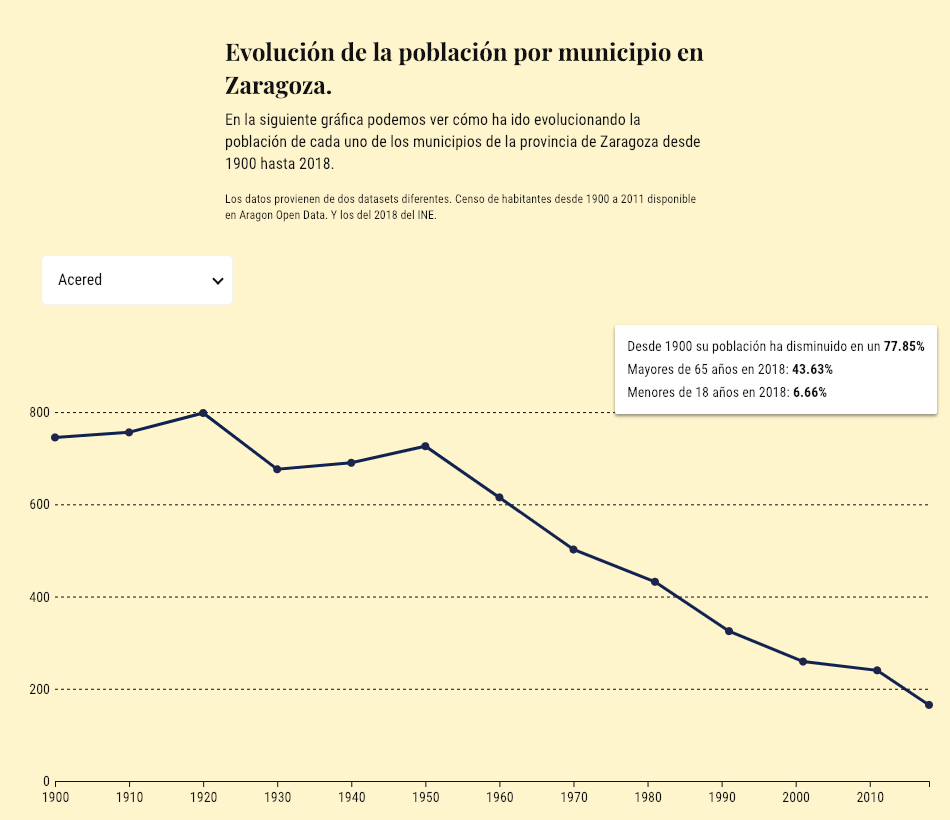 Evolución de la población por municipio en
Zaragoza.
En la siguiente gráfica podemos ver cómo ha ido evolucionando la
población de cada uno de los municipios de la provincia de Zaragoza desde
1900 hasta 2018.
Los datos provienen de dos datasets diferentes. Censo de habitantes desde 1900 a 2011 disponible
en Aragon Open Data. Y los del 2018 del INE.
Acered
Desde 1900 su población ha disminuido en un 77.85%
Mayores de 65 años en 2018: 43.63%
Menores de 18 años en 2018: 6.66%
800
600
400
200
0
1900 1910 1920 1930 1940 1950 1960 1970 1980 1990 2000 2010